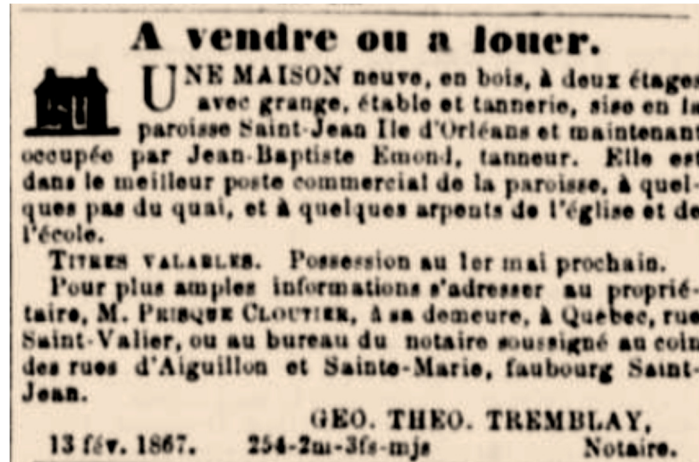 A vendre ou a louer.
UNE MAISON neuve, en bois, à deux étages
avec grange, étable et tannerie, sise en la
paroisse Saint-Jean Ile d'Orléans et maintenant
occupée par Jean-Baptiste Emond, tanneur. Elle est
dans le meilleur poste commercial de la paroisse, à quel-
ques pas du quai, et à quelques arpents de l'église et de
l'école.
TITRES VALABLES. Possession au 1er mai prochain.
Pour plus amples informations s'adresser au proprié-
taire, M. PRISQUE CLOUTIER, à sa demeure, à Québec, rue
Saint-Valier, ou au bureau du notaire soussigné au coin
des rues d'Aiguillon et Sainte-Marie, faubourg Saint-
Jean.
GEO. THEO. TREMBLAY,
13 fév. 1867. 254-2m-3fs-mjs Notaire.